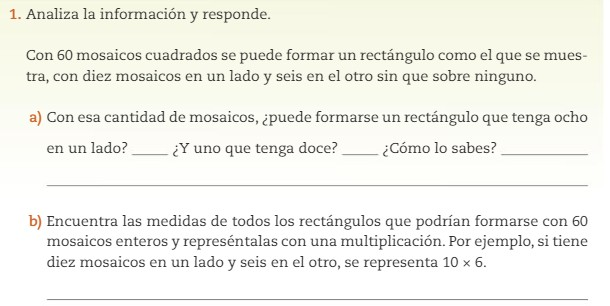 1. Analiza la información y responde.
Con 60 mosaicos cuadrados se puede formar un rectángulo como el que se mues-
tra, con diez mosaicos en un lado y seis en el otro sin que sobre ninguno.
a) Con esa cantidad de mosaicos, ¿puede formarse un rectángulo que tenga ocho
en un lado? _____ ¿Y uno que tenga doce? _____ ¿Cómo lo sabes? ____________
b) Encuentra las medidas de todos los rectángulos que podrían formarse con 60
mosaicos enteros y represéntalas con una multiplicación. Por ejemplo, si tiene
diez mosaicos en un lado y seis en el otro, se representa 10 × 6.